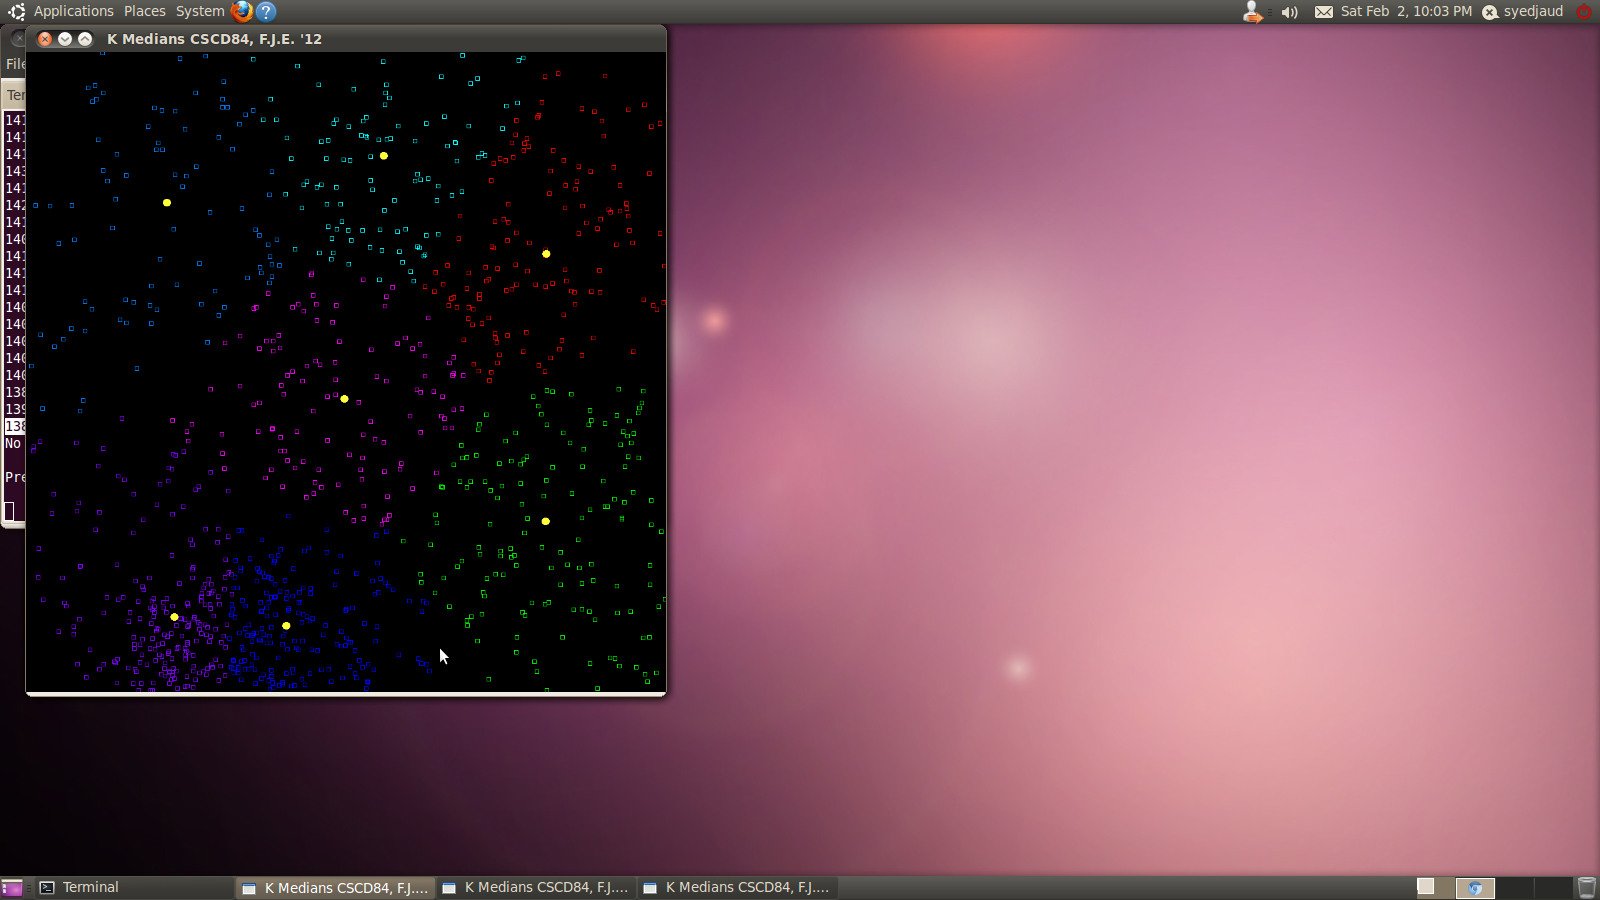 Applications Places System
Sat Feb 2, 10:03 PM syedjaud
K Medians CSCD84, F.J.E. '12
File
Ter
141
141
141
143
141
142
141
140
141
141
141
140
140
140
140
140
138
139
138
No
Pre
Terminal
K Medians CSCD84, F.J....
K Medians CSCD84, F.J....
K Medians CSCD84, F.J....